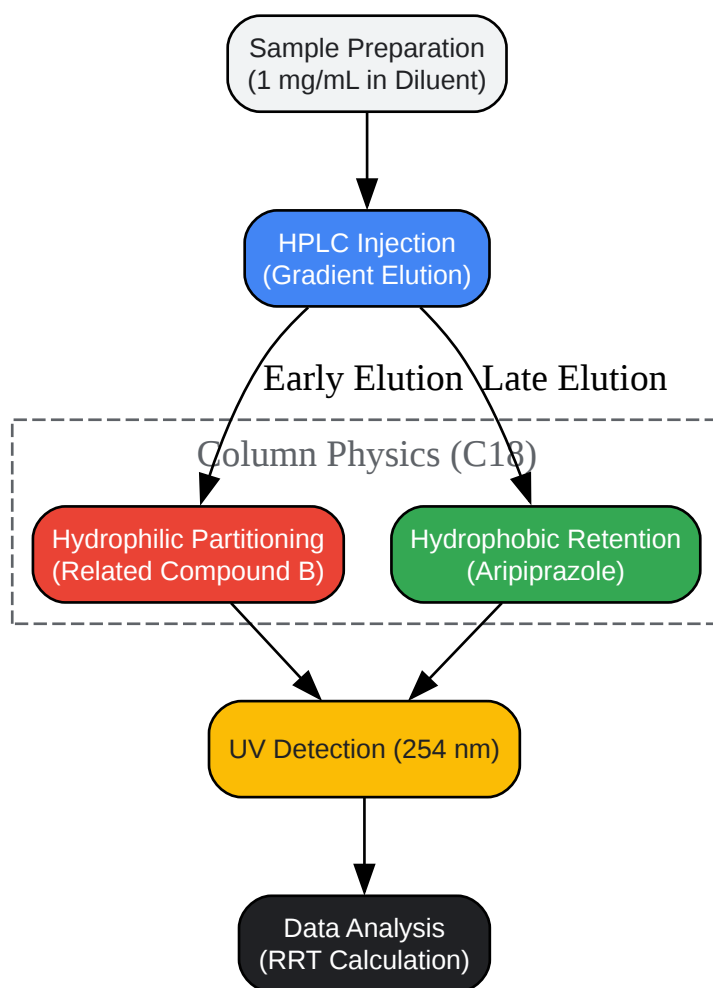 Sample Preparation
(1 mg/mL in Diluent)
HPLC Injection
(Gradient Elution)
Early Elution
Late Elution
Column Physics (C18)
Hydrophilic Partitioning
(Related Compound B)
Hydrophobic Retention
(Aripiprazole)
UV Detection (254 nm)
Data Analysis
(RRT Calculation)